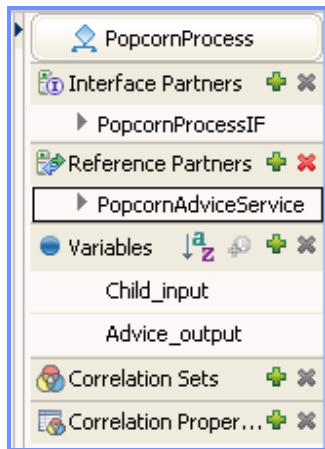 PopcornProcess
Interface Partners
PopcornProcessIF
Reference Partners
PopcornAdviceService
Variables a z
Child_input
Advice_output
Correlation Sets
Correlation Proper...